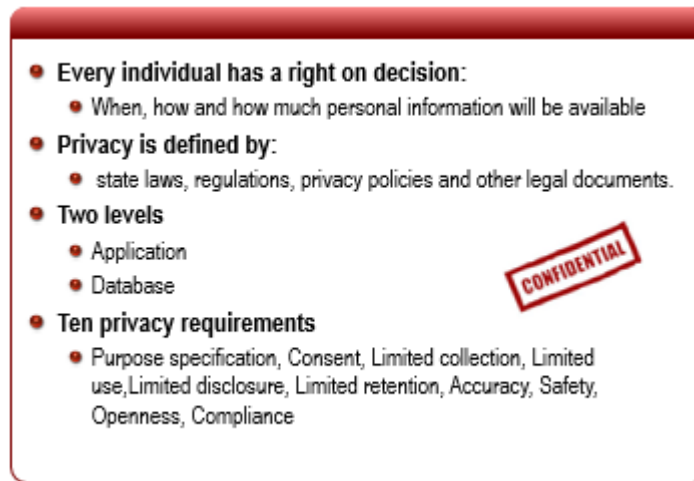 Every individual has a right on decision:
When, how and how much personal information will be available
Privacy is defined by:
state laws, regulations, privacy policies and other legal documents.
Two levels
Application
Database
CONFIDENTIAL
Ten privacy requirements
Purpose specification, Consent, Limited collection, Limited
use,Limited disclosure, Limited retention, Accuracy, Safety,
Openness, Compliance